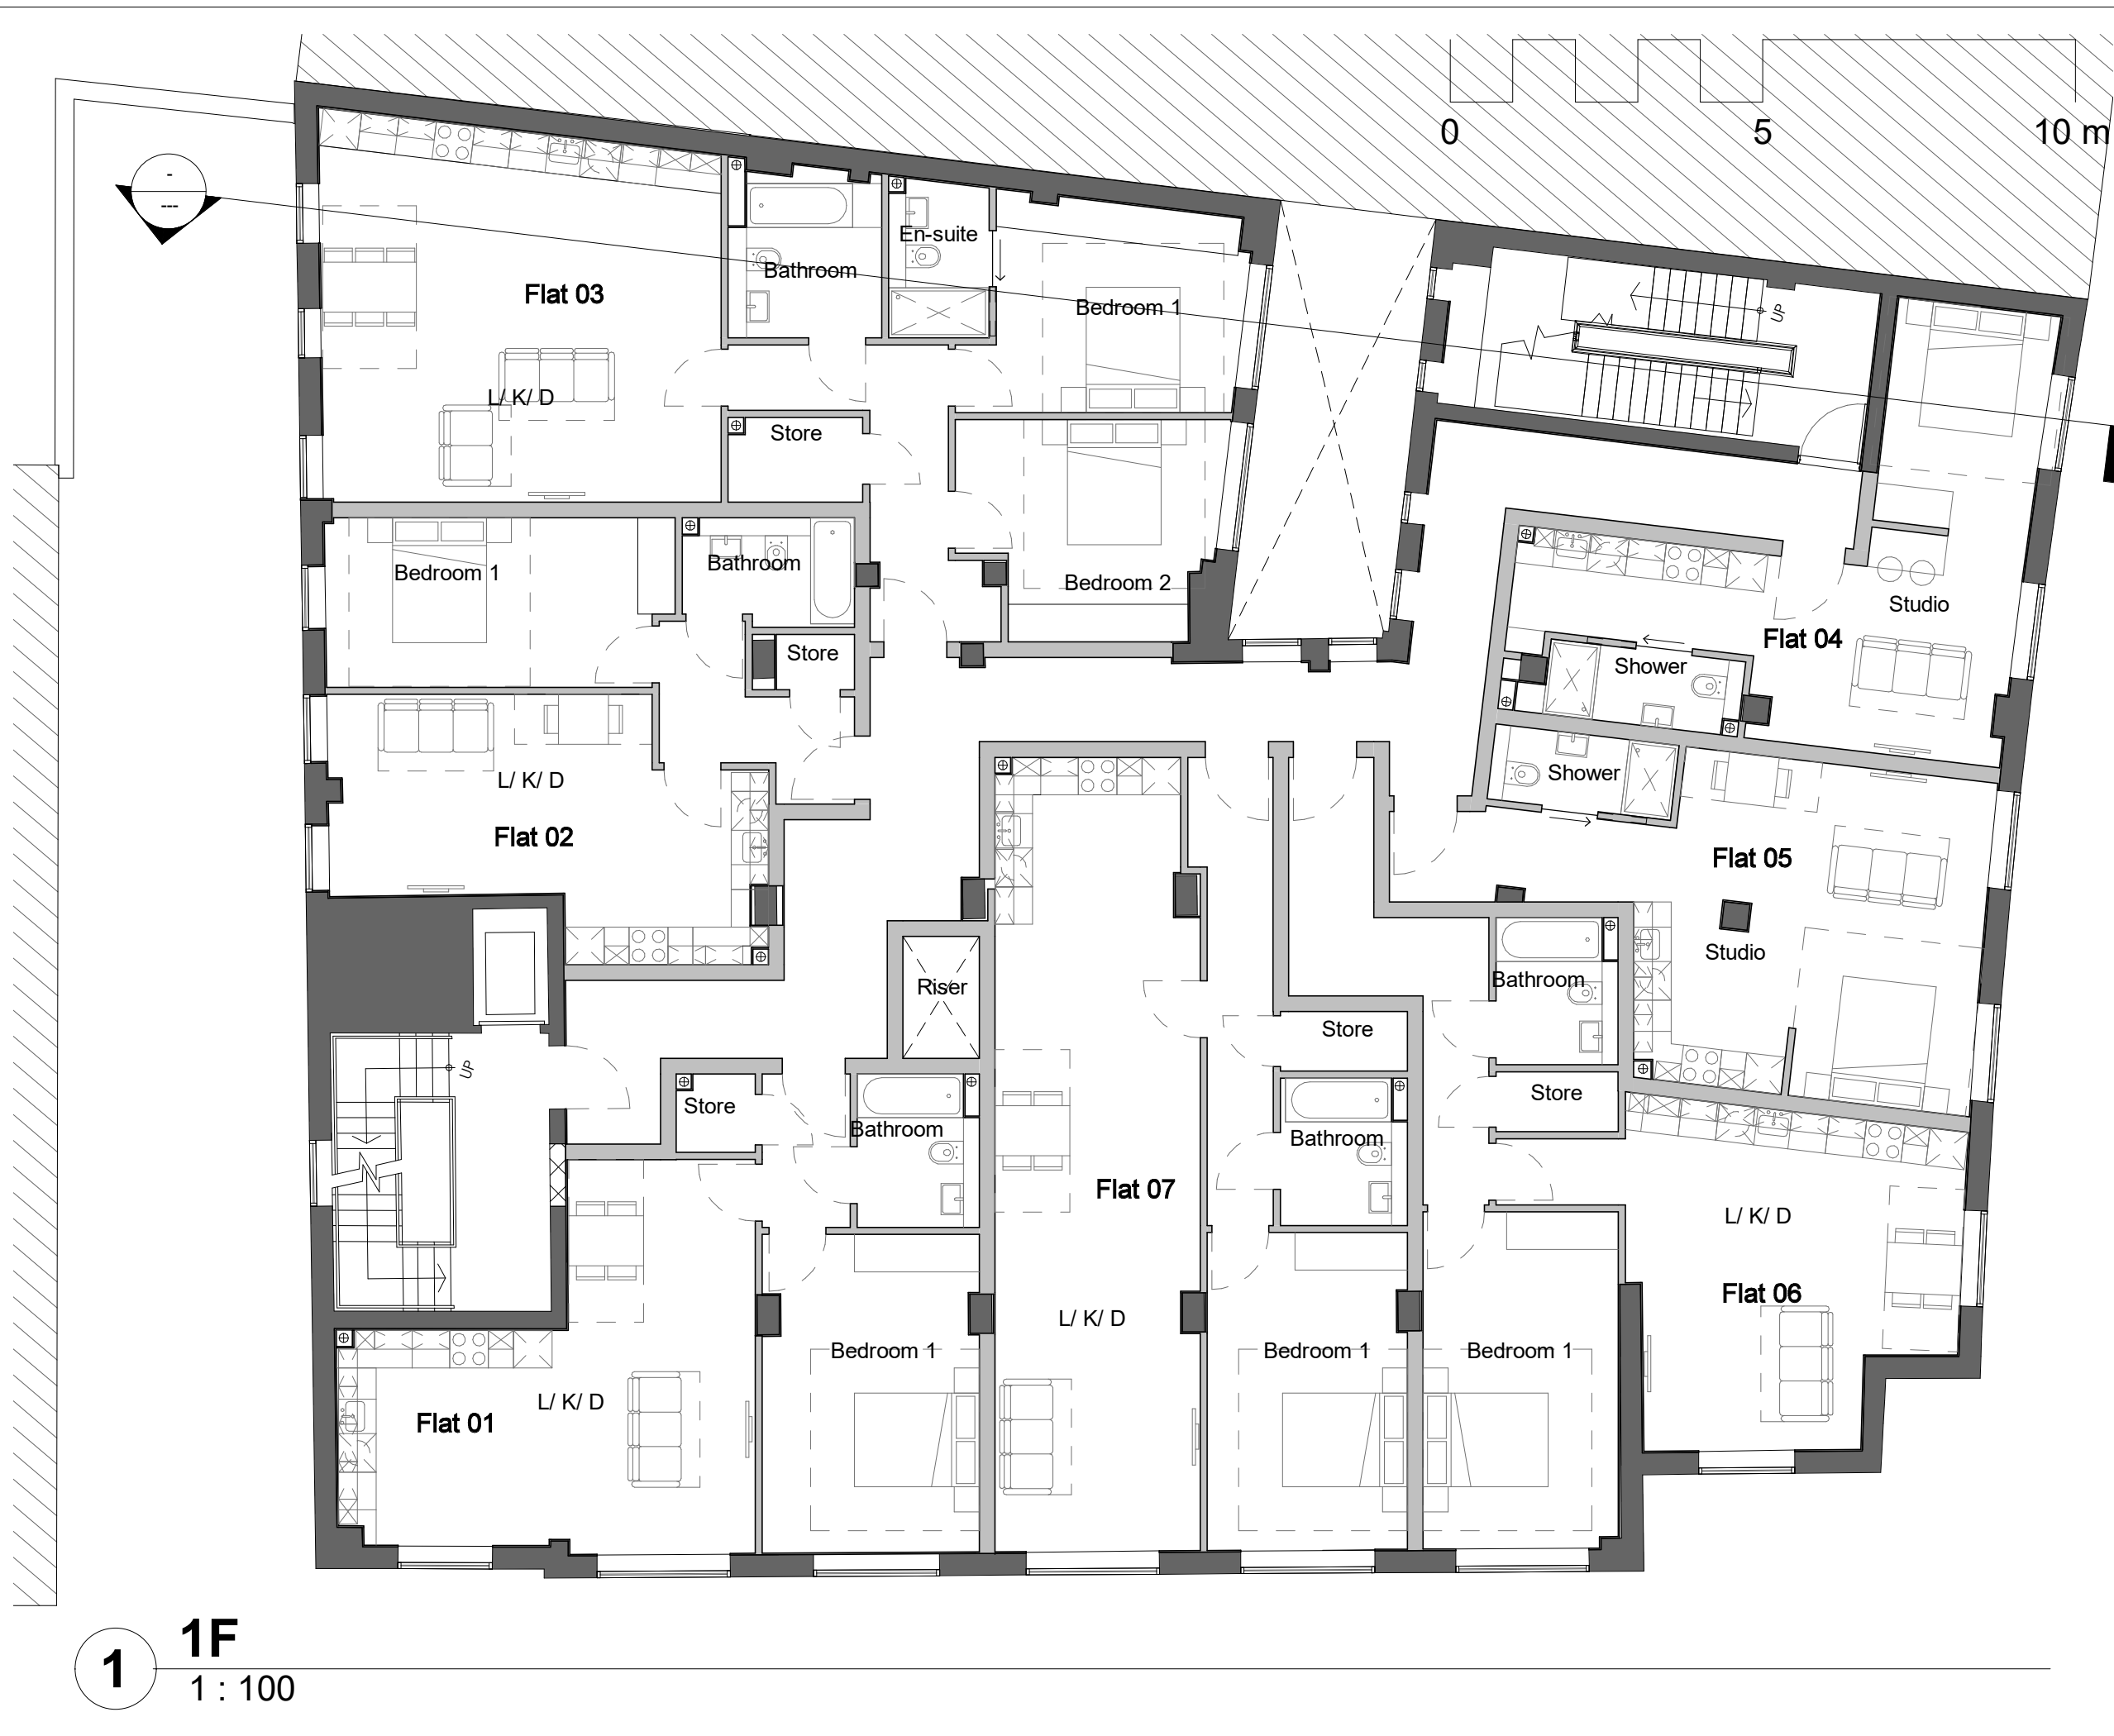 0 5 10 m
-
---
En-suite
Bathroom
Flat 03
Bedroom 1
UP
L/ K/ D
Store
Bedroom 1
Bathroom
Bedroom 2
Studio
Flat 04
Store
Shower
L/ K/ D
Shower
Flat 02
Flat 05
Studio
Bathroom
Riser
Store
UP
Store
Store
Bathroom
Bathroom
Flat 07
L/ K/ D
Flat 06
L/ K/ D
Bedroom 1
Bedroom 1
Bedroom 1
L/ K/ D
Flat 01
1F
1
1 : 100